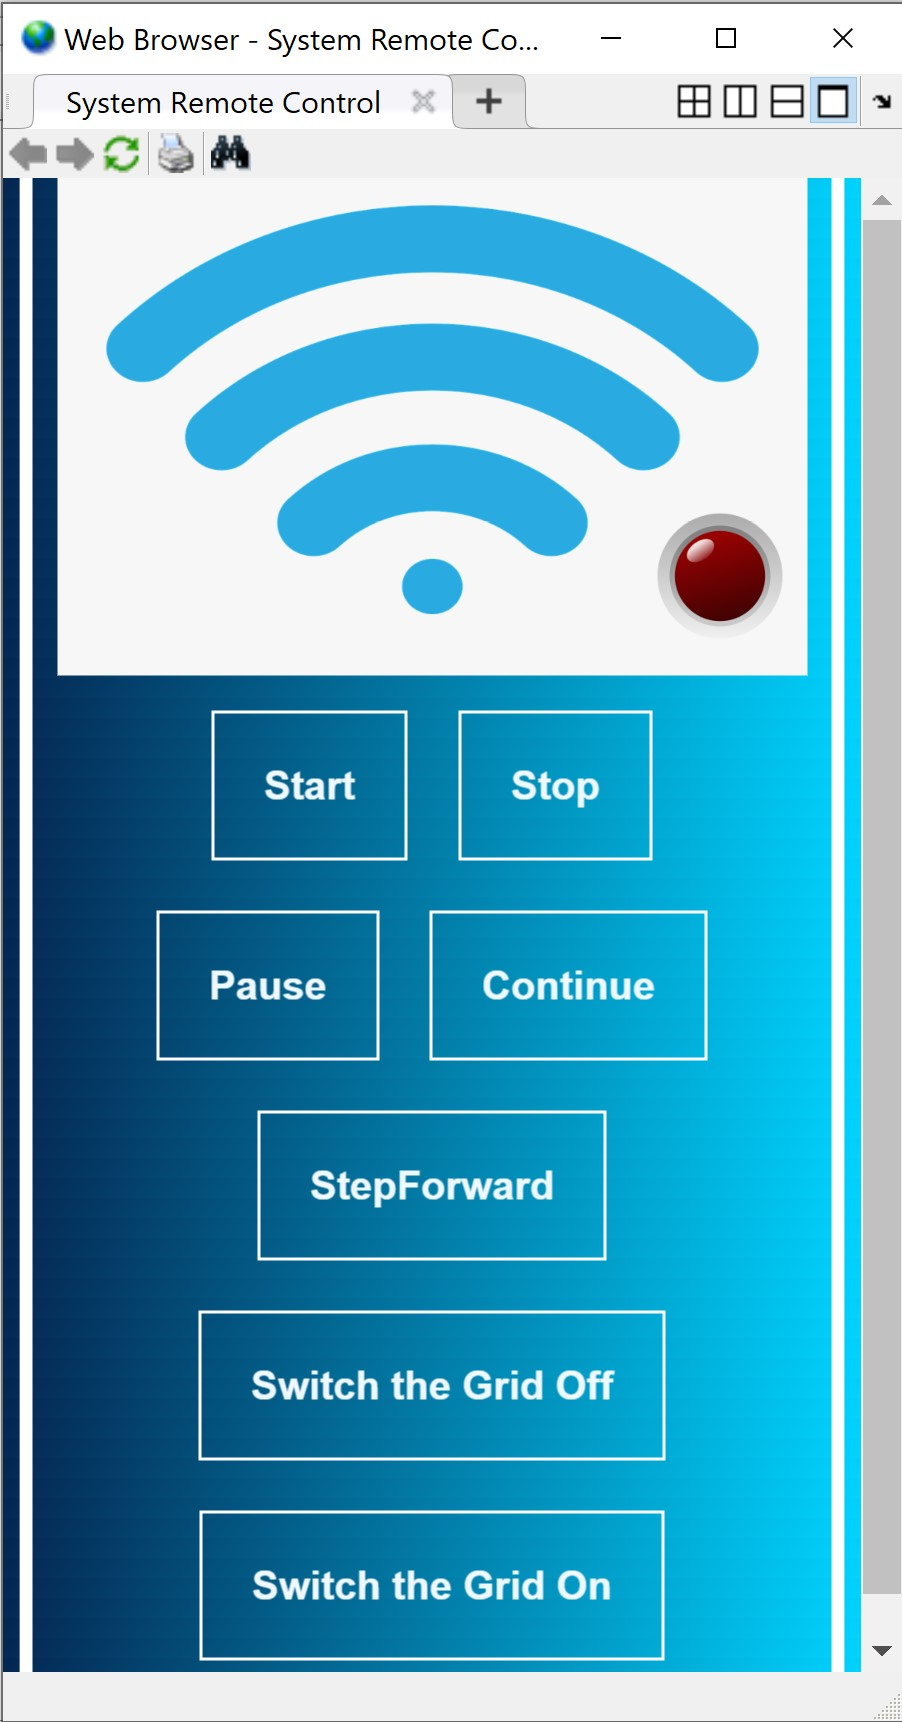 Web Browser - System Remote Co...
System Remote Control
Start
Stop
Pause
Continue
StepForward
Switch the Grid Off
Switch the Grid On